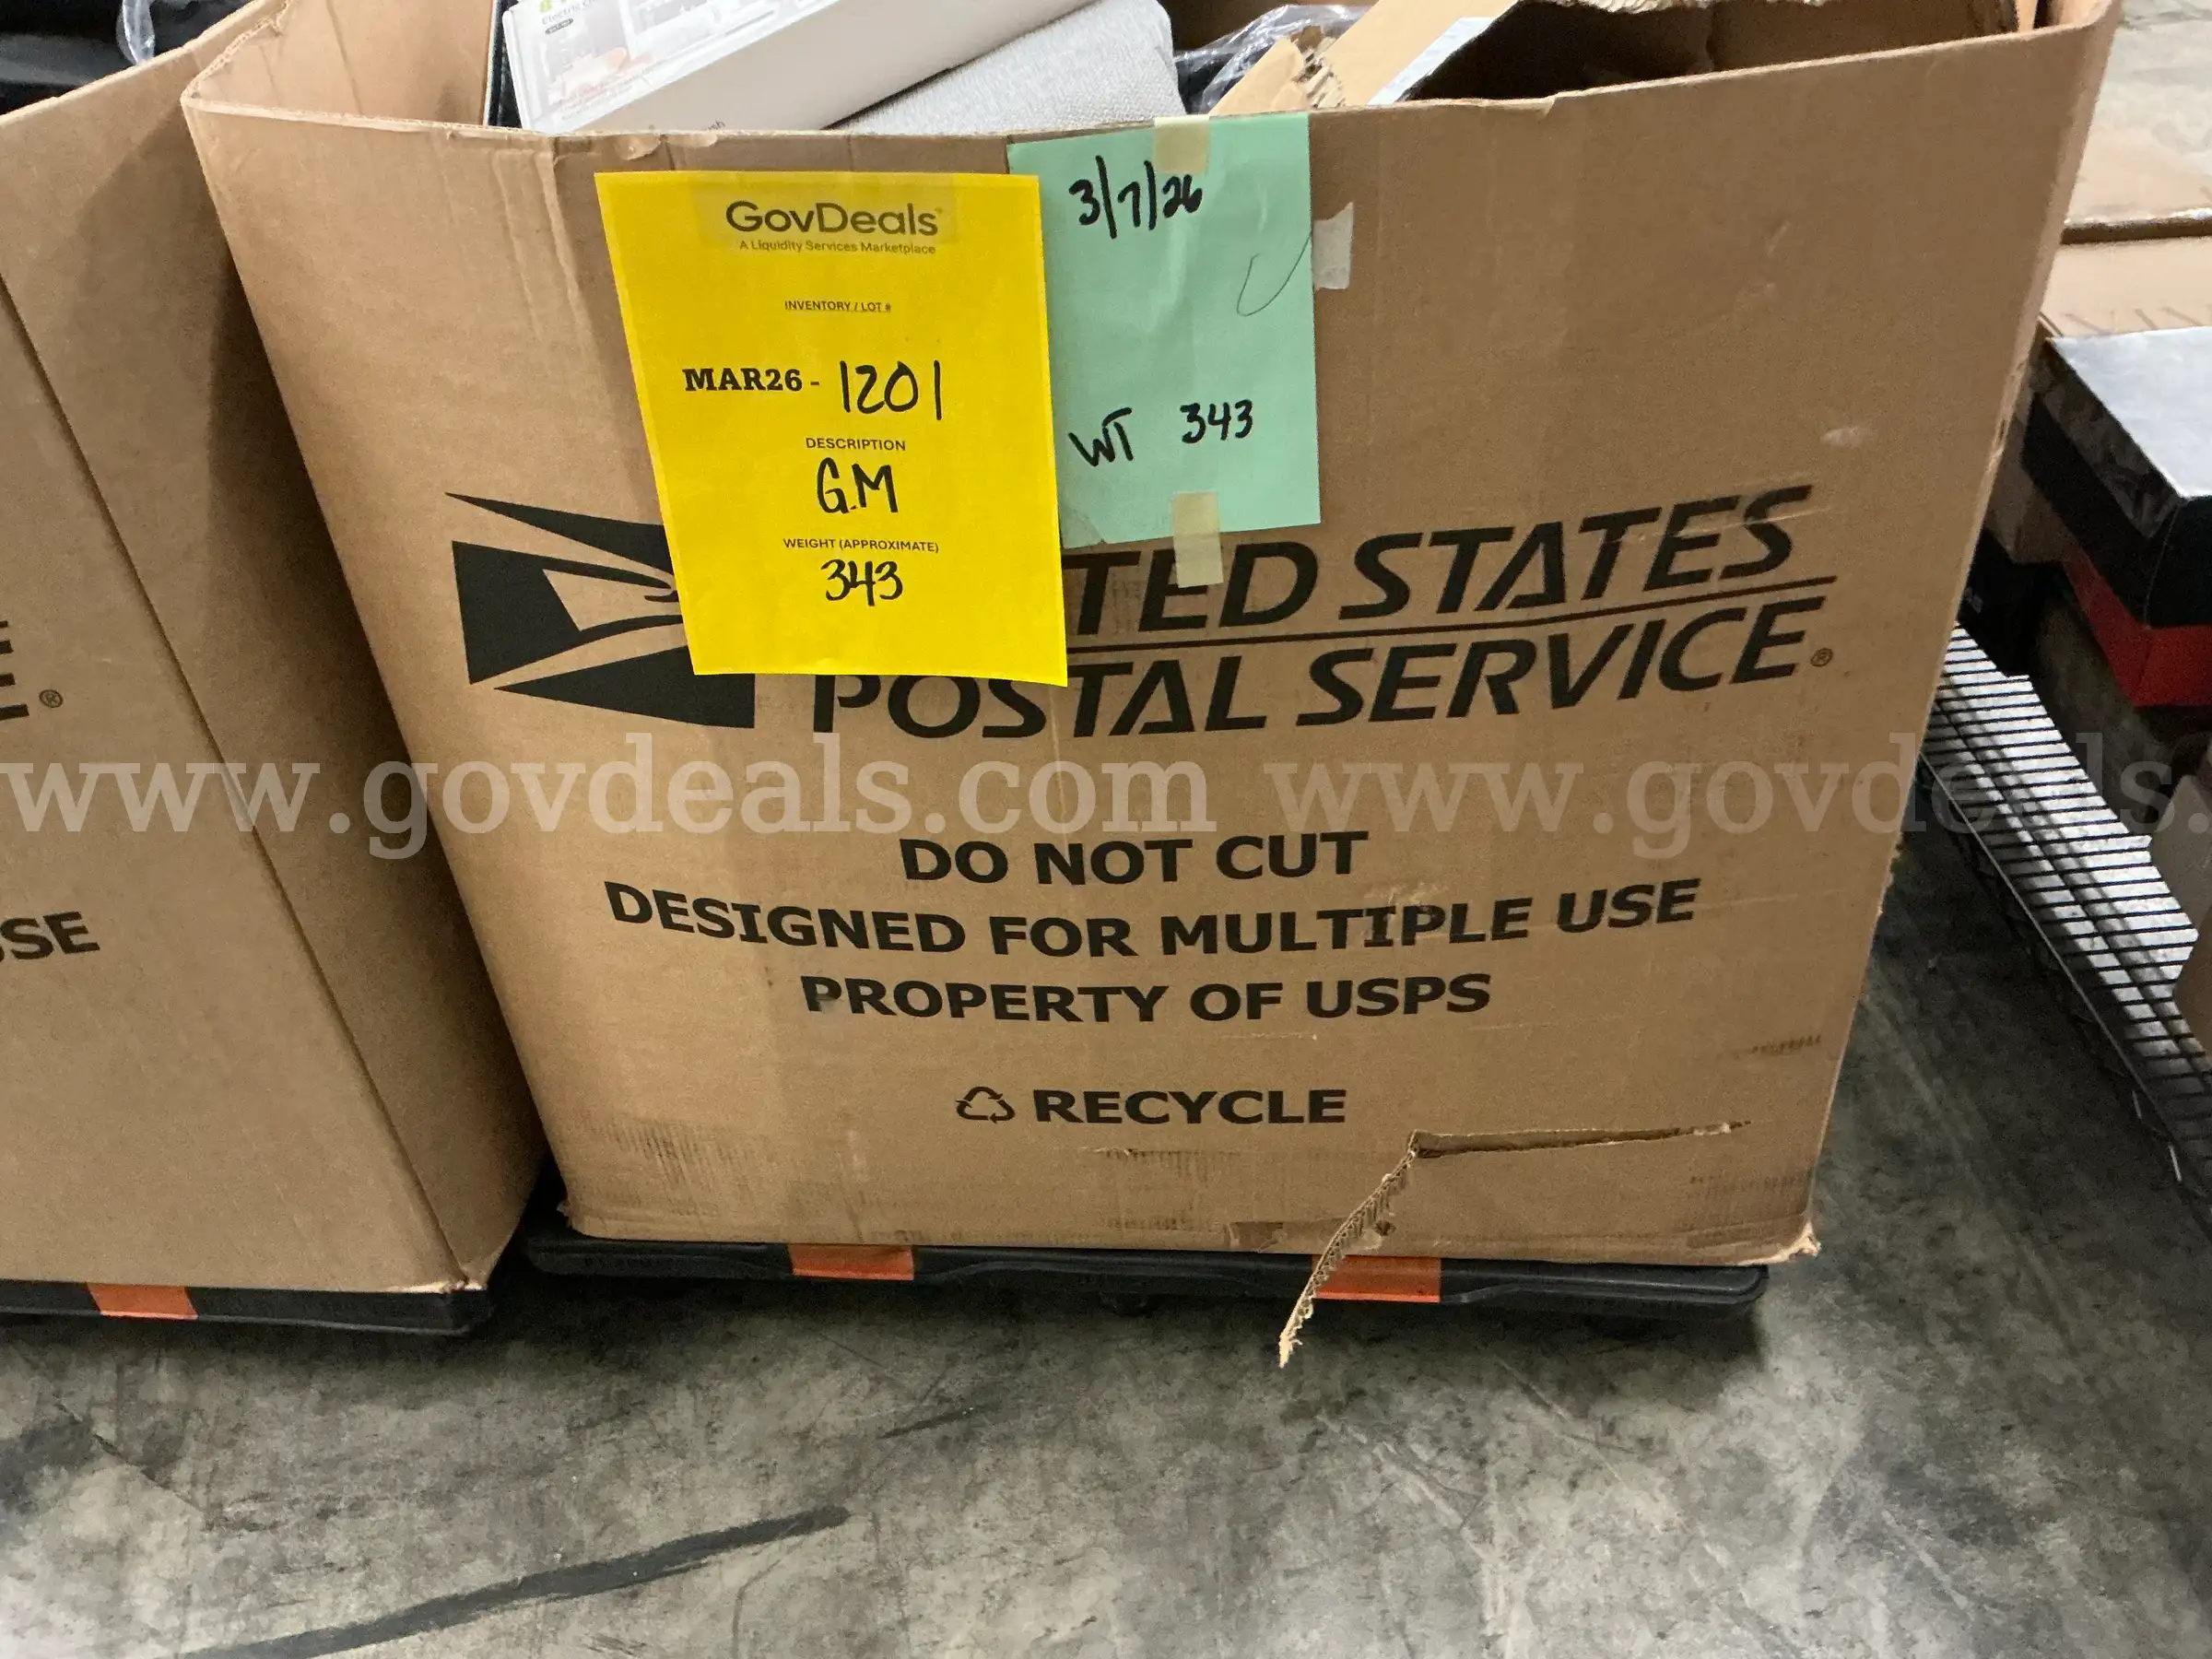 GovDeals
A Liquidity Services Marketplace
INVENTORY / LOT #
MAR26 - 1201
DESCRIPTION
G.M
WEIGHT (APPROXIMATE)
343
3/7/26
WT 343
TED STATES
POSTAL SERVICE®
www.govdeals.com www.govdeals.
DO NOT CUT
DESIGNED FOR MULTIPLE USE
PROPERTY OF USPS
RECYCLE
E®
SE